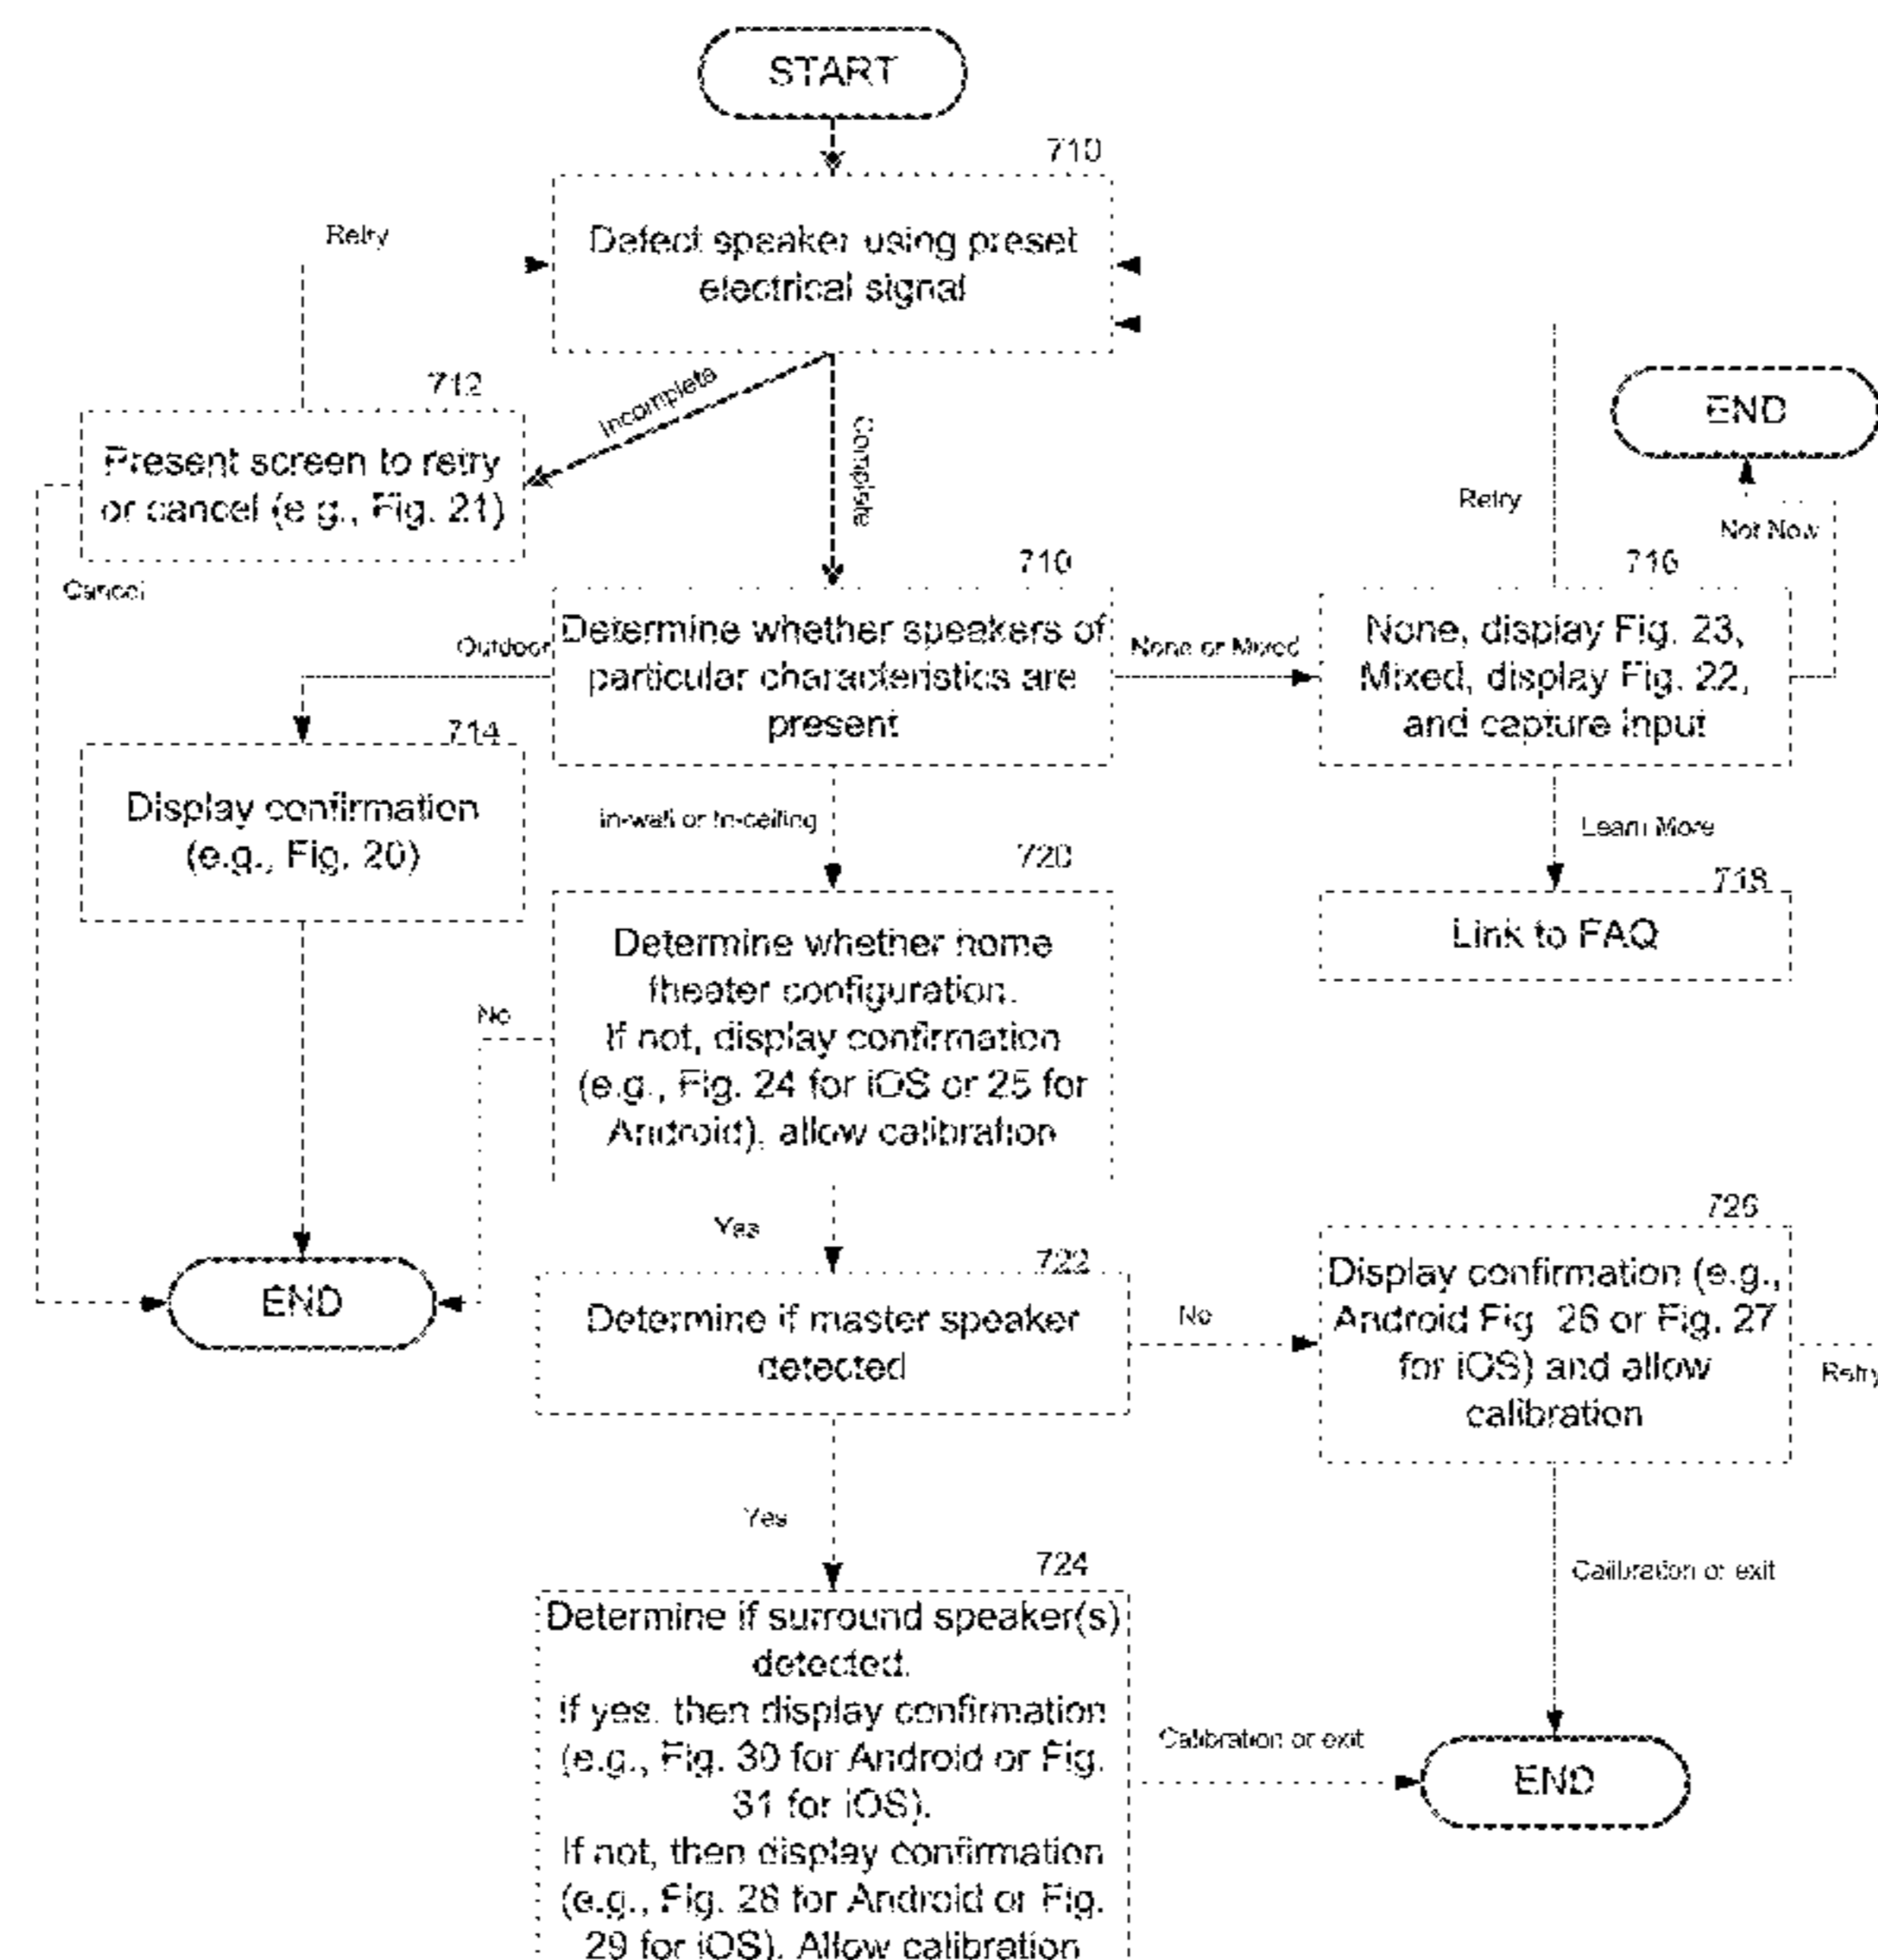 START
710
Detect speaker using preset
electrical signal
Retry
712
Present screen to retry
or cancel (e.g., Fig. 21)
Incomplete
Complete
Cancel
END
Retry
Not Now
710
Determine whether speakers of
particular characteristics are
present
Outdoor
None or Mixed
716
None, display Fig. 23,
Mixed, display Fig. 22,
and capture input
714
Display confirmation
(e.g., Fig. 20)
in-wall or in-ceiling
Learn More
718
Link to FAQ
720
Determine whether home
theater configuration.
If not, display confirmation
(e.g., Fig. 24 for iOS or 25 for
Android), allow calibration
No
Yes
END
722
Determine if master speaker
detected
No
726
Display confirmation (e.g.,
Android Fig. 26 or Fig. 27
for iOS) and allow
calibration
Retry
Yes
Calibration or exit
724
Determine if surround speaker(s)
detected.
If yes, then display confirmation
(e.g., Fig. 30 for Android or Fig.
31 for iOS).
If not, then display confirmation
(e.g., Fig. 28 for Android or Fig.
29 for iOS). Allow calibration
Calibration or exit
END